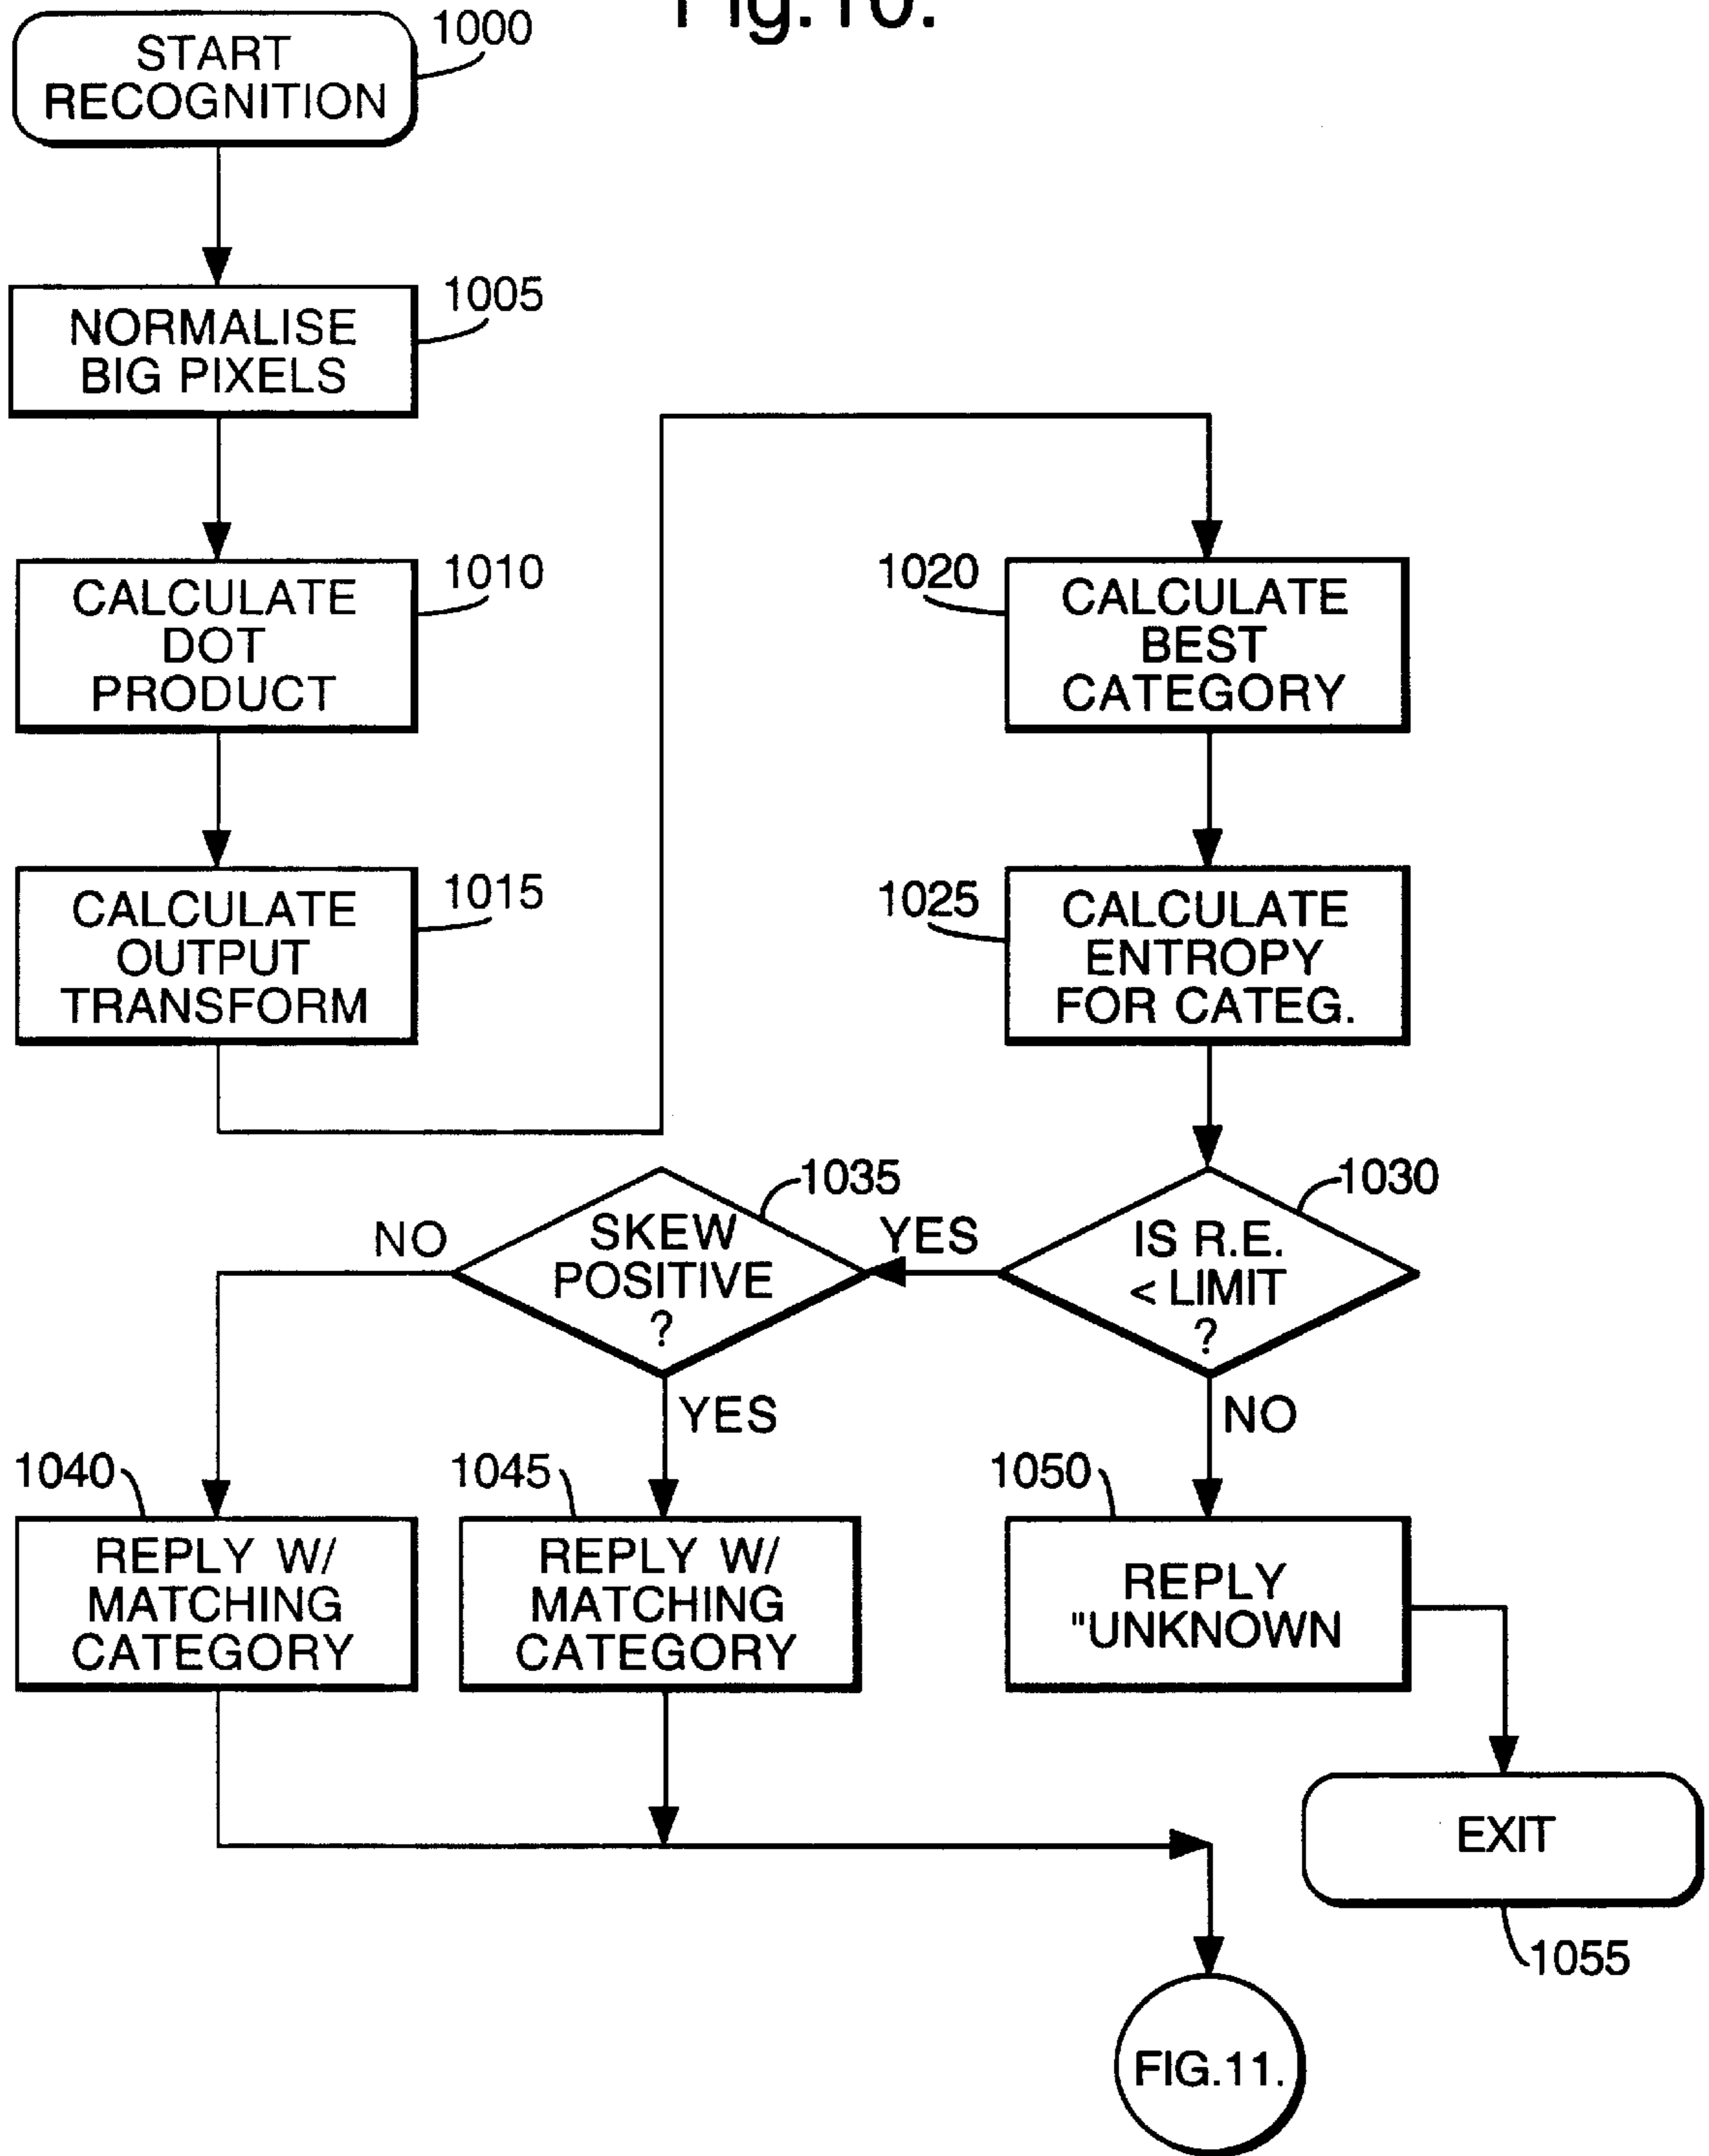 Fig.10.
START
RECOGNITION
1000
NORMALISE
BIG PIXELS
1005
CALCULATE
DOT
PRODUCT
1010
CALCULATE
OUTPUT
TRANSFORM
1015
1020
CALCULATE
BEST
CATEGORY
1025
CALCULATE
ENTROPY
FOR CATEG.
1030
IS R.E.
< LIMIT
?
YES
NO
1035
SKEW
POSITIVE
?
NO
YES
1040
REPLY W/
MATCHING
CATEGORY
1045
REPLY W/
MATCHING
CATEGORY
1050
REPLY
"UNKNOWN
EXIT
1055
FIG.11.